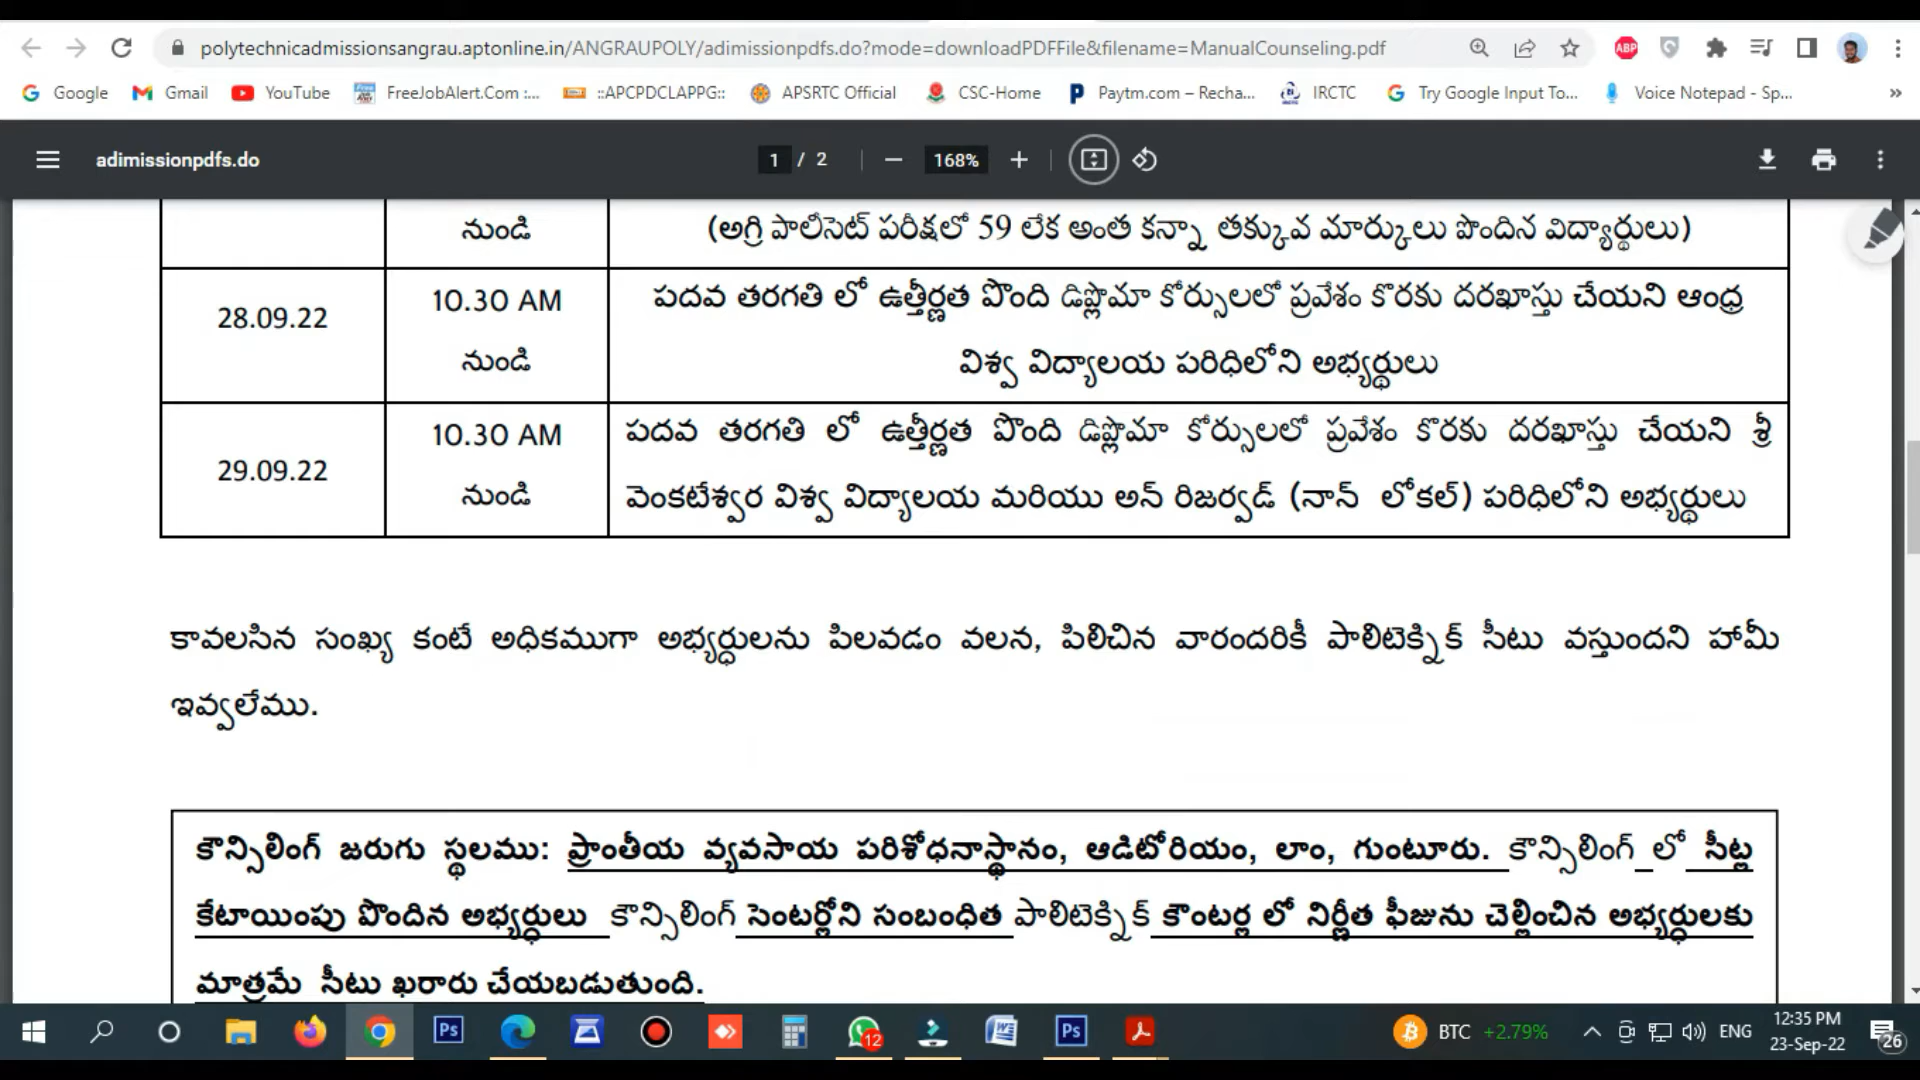 polytechnicadmissionsangrau.aptonline.in/ANGRAUPOLY/adimissionpdfs.do?mode=downloadPDFFile&filename=ManualCounseling.pdf
ABP
Google Gmail YouTube FreeJobAlert.Com :... ::APCPDCLAPPG:: APSRTC Official CSC-Home Paytm.com – Recha... IRCTC Try Google Input To... Voice Notepad - Sp... »
adimissionpdfs.do 1 / 2 168%
నుండి (అగ్రి పాలీసెట్ పరీక్షలో 59 లేక అంత కన్నా తక్కువ మార్కులు పొందిన విద్యార్థులు)
28.09.22 10.30 AM నుండి పదవ తరగతి లో ఉత్తీర్ణత పొంది డిప్లొమా కోర్సులలో ప్రవేశం కొరకు దరఖాస్తు చేయని ఆంధ్ర
విశ్వ విద్యాలయ పరిధిలోని అభ్యర్థులు
29.09.22 10.30 AM నుండి పదవ తరగతి లో ఉత్తీర్ణత పొంది డిప్లొమా కోర్సులలో ప్రవేశం కొరకు దరఖాస్తు చేయని శ్రీ
వెంకటేశ్వర విశ్వ విద్యాలయ మరియు అన్ రిజర్వడ్ (నాన్ లోకల్) పరిధిలోని అభ్యర్థులు
కావలసిన సంఖ్య కంటే అధికముగా అభ్యర్ధులను పిలవడం వలన, పిలిచిన వారందరికీ పాలిటెక్నిక్ సీటు వస్తుందని హామీ
ఇవ్వలేము.
కౌన్సిలింగ్ జరుగు స్థలము: ప్రాంతీయ వ్యవసాయ పరిశోధనాస్థానం, ఆడిటోరియం, లాం, గుంటూరు. కౌన్సిలింగ్ లో సీట్ల
కేటాయింపు పొందిన అభ్యర్ధులు కౌన్సిలింగ్ సెంటర్లోని సంబంధిత పాలిటెక్నిక్ కౌంటర్ల లో నిర్ణీత ఫీజును చెల్లించిన అభ్యర్ధులకు
మాత్రమే సీటు ఖరారు చేయబడుతుంది.
Ps 12 Ps BTC +2.79% ENG 12:35 PM
23-Sep-22 26